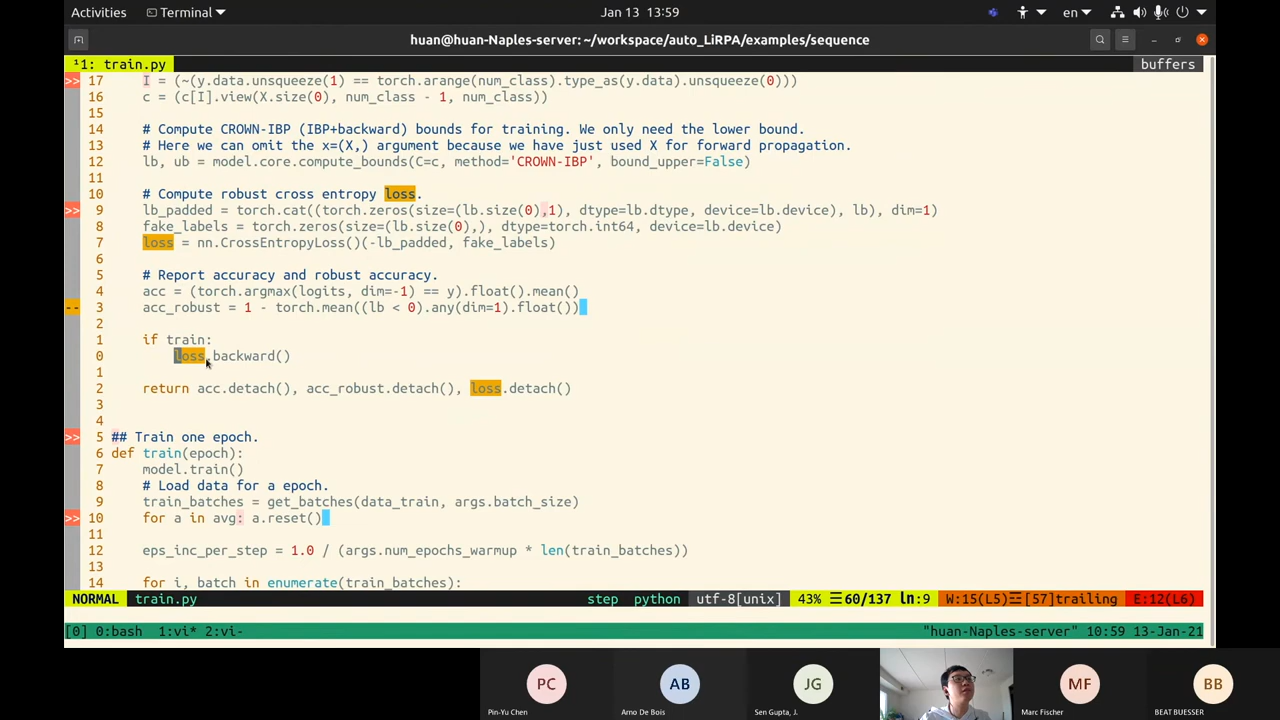 Activities Terminal Jan 13 13:59 en
huan@huan-Naples-server: ~/workspace/auto_LiRPA/examples/sequence
¹1: train.py buffers
>> 17 I = (~(y.data.unsqueeze(1) == torch.arange(num_class).type_as(y.data).unsqueeze(0)))
16 c = (c[I].view(X.size(0), num_class - 1, num_class))
15
14 # Compute CROWN-IBP (IBP+backward) bounds for training. We only need the lower bound.
13 # Here we can omit the x=(X,) argument because we have just used X for forward propagation.
12 lb, ub = model.core.compute_bounds(C=c, method='CROWN-IBP', bound_upper=False)
11
10 # Compute robust cross entropy loss.
>> 9 lb_padded = torch.cat((torch.zeros(size=(lb.size(0),1), dtype=lb.dtype, device=lb.device), lb), dim=1)
8 fake_labels = torch.zeros(size=(lb.size(0),), dtype=torch.int64, device=lb.device)
7 loss = nn.CrossEntropyLoss()(-lb_padded, fake_labels)
6
5 # Report accuracy and robust accuracy.
4 acc = (torch.argmax(logits, dim=-1) == y).float().mean()
-- 3 acc_robust = 1 - torch.mean((lb < 0).any(dim=1).float())
2
1 if train:
0 loss.backward()
1
2 return acc.detach(), acc_robust.detach(), loss.detach()
3
4
>> 5 ## Train one epoch.
6 def train(epoch):
7 model.train()
8 # Load data for a epoch.
9 train_batches = get_batches(data_train, args.batch_size)
>> 10 for a in avg: a.reset()
11
12 eps_inc_per_step = 1.0 / (args.num_epochs_warmup * len(train_batches))
13
14 for i, batch in enumerate(train_batches):
NORMAL train.py step python utf-8[unix] 43% ☰60/137 ln:9 W:15(L5)☲[57]trailing E:12(L6)
[0] 0:bash 1:vi* 2:vi- "huan-Naples-server" 10:59 13-Jan-21
PC AB JG MF BB
Pin-Yu Chen Arno De Bois Sen Gupta, J. Marc Fischer BEAT BUESSER